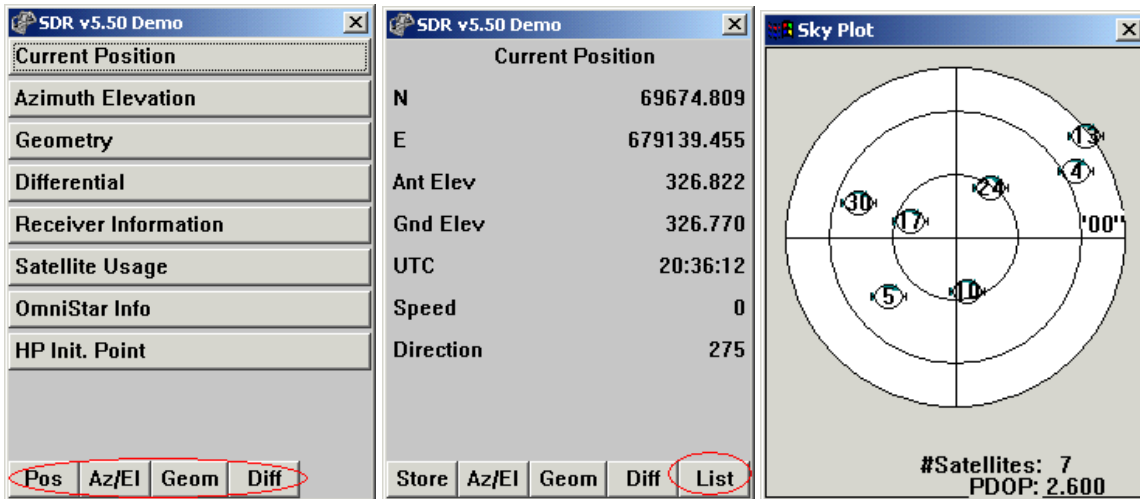 SDR v5.50 Demo
Current Position
Azimuth Elevation
Geometry
Differential
Receiver Information
Satellite Usage
OmniStar Info
HP Init. Point
Pos Az/El Geom Diff
SDR v5.50 Demo
Current Position
N 69674.809
E 679139.455
Ant Elev 326.822
Gnd Elev 326.770
UTC 20:36:12
Speed 0
Direction 275
Store Az/El Geom Diff List
Sky Plot
13
4
24
30
17
'00"
5
10
#Satellites: 7
PDOP: 2.600